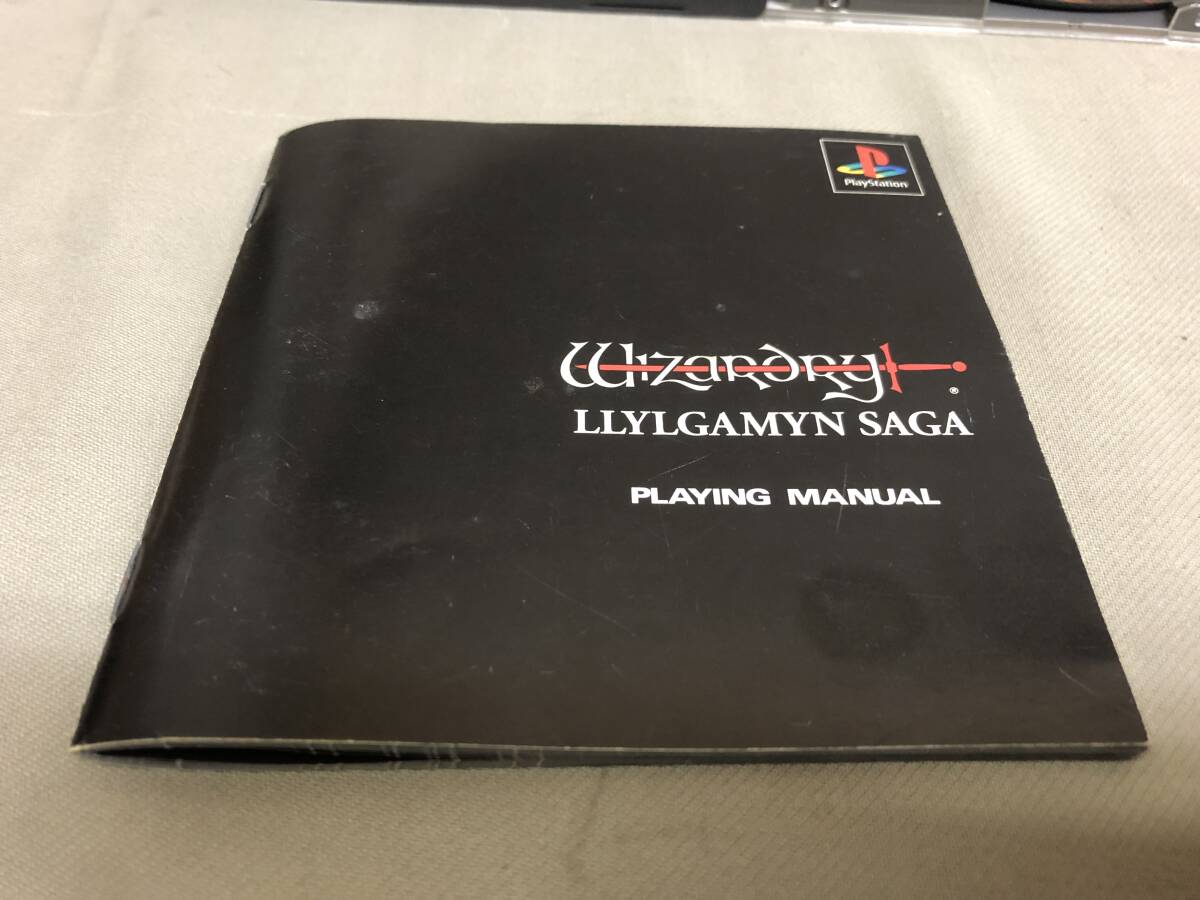 PlayStation
Wizardry
®
LLYLGAMYN SAGA
PLAYING MANUAL